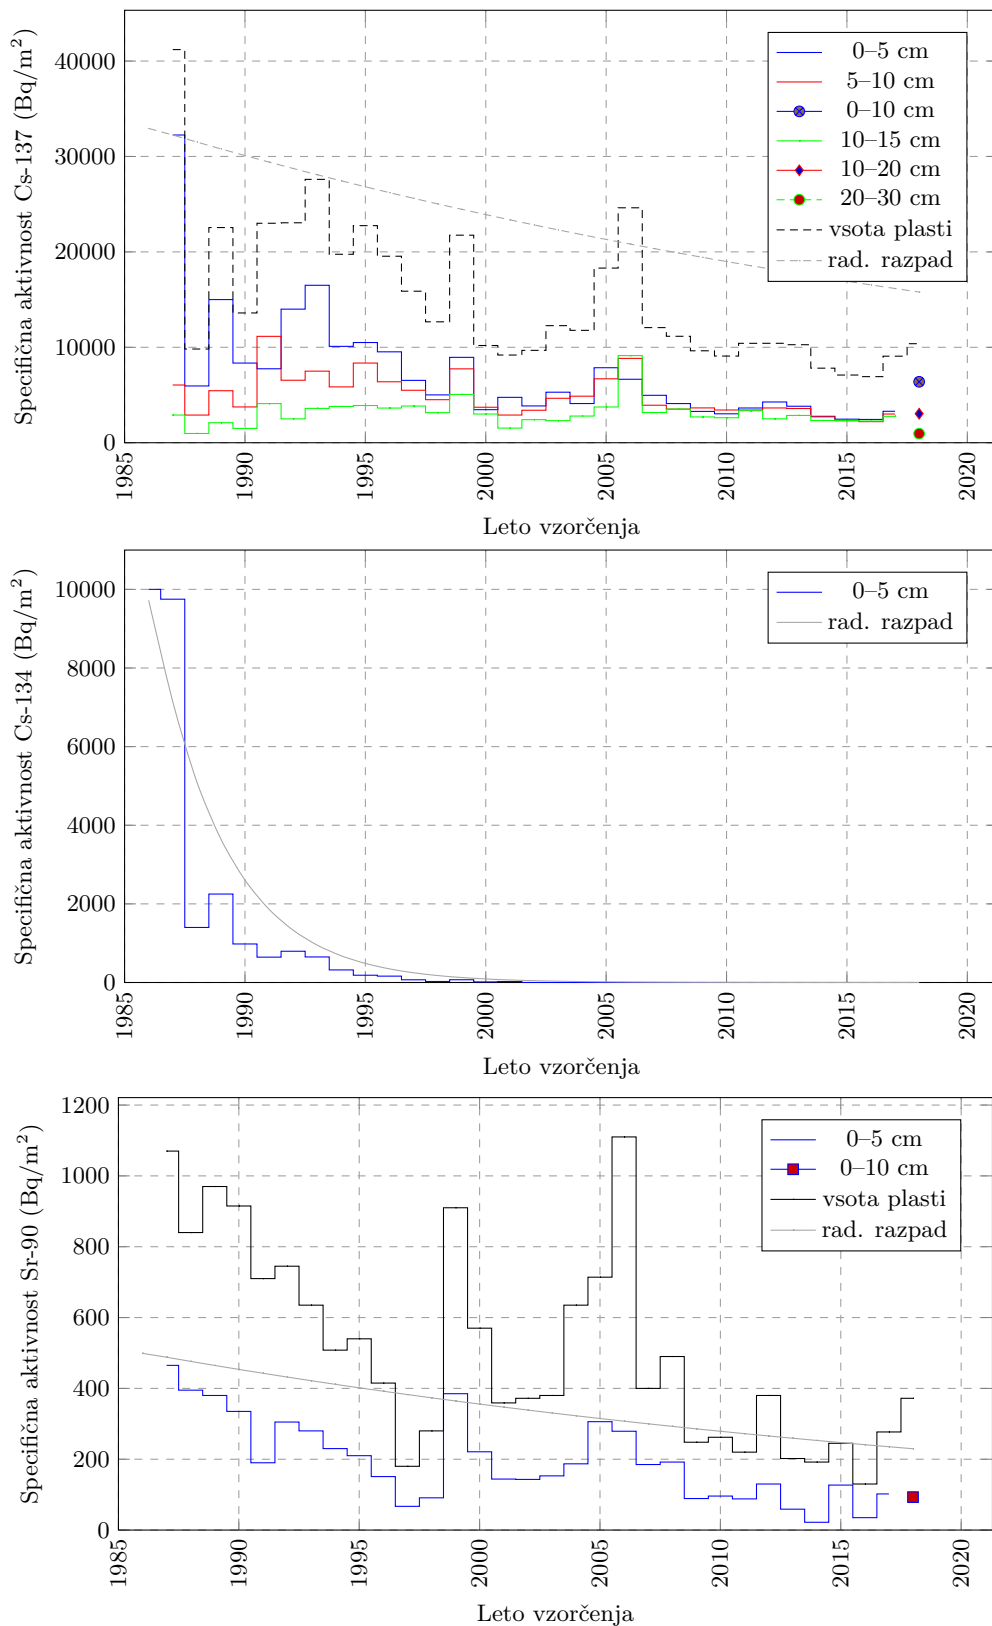 Specifična aktivnost Cs-137 (Bq/m²)
40000
30000
20000
10000
0
0–5 cm
5–10 cm
0–10 cm
10–15 cm
10–20 cm
20–30 cm
vsota plasti
rad. razpad
1985
1990
1995
2000
2005
2010
2015
2020
Leto vzorčenja
Specifična aktivnost Cs-134 (Bq/m²)
10000
8000
6000
4000
2000
0
0–5 cm
rad. razpad
1985
1990
1995
2000
2005
2010
2015
2020
Leto vzorčenja
Specifična aktivnost Sr-90 (Bq/m²)
1200
1000
800
600
400
200
0
0–5 cm
0–10 cm
vsota plasti
rad. razpad
1985
1990
1995
2000
2005
2010
2015
2020
Leto vzorčenja